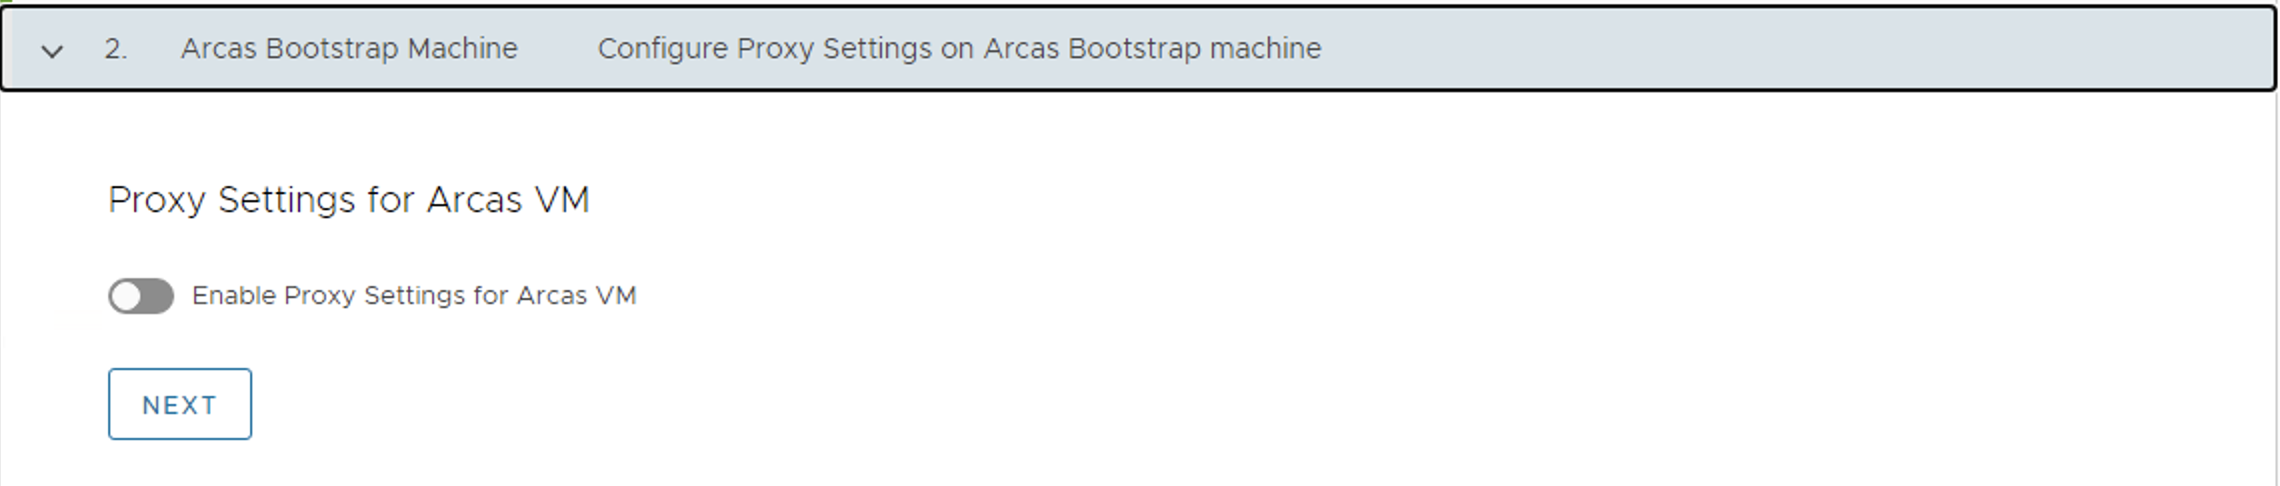 2. Arcas Bootstrap Machine Configure Proxy Settings on Arcas Bootstrap machine
Proxy Settings for Arcas VM
Enable Proxy Settings for Arcas VM
NEXT